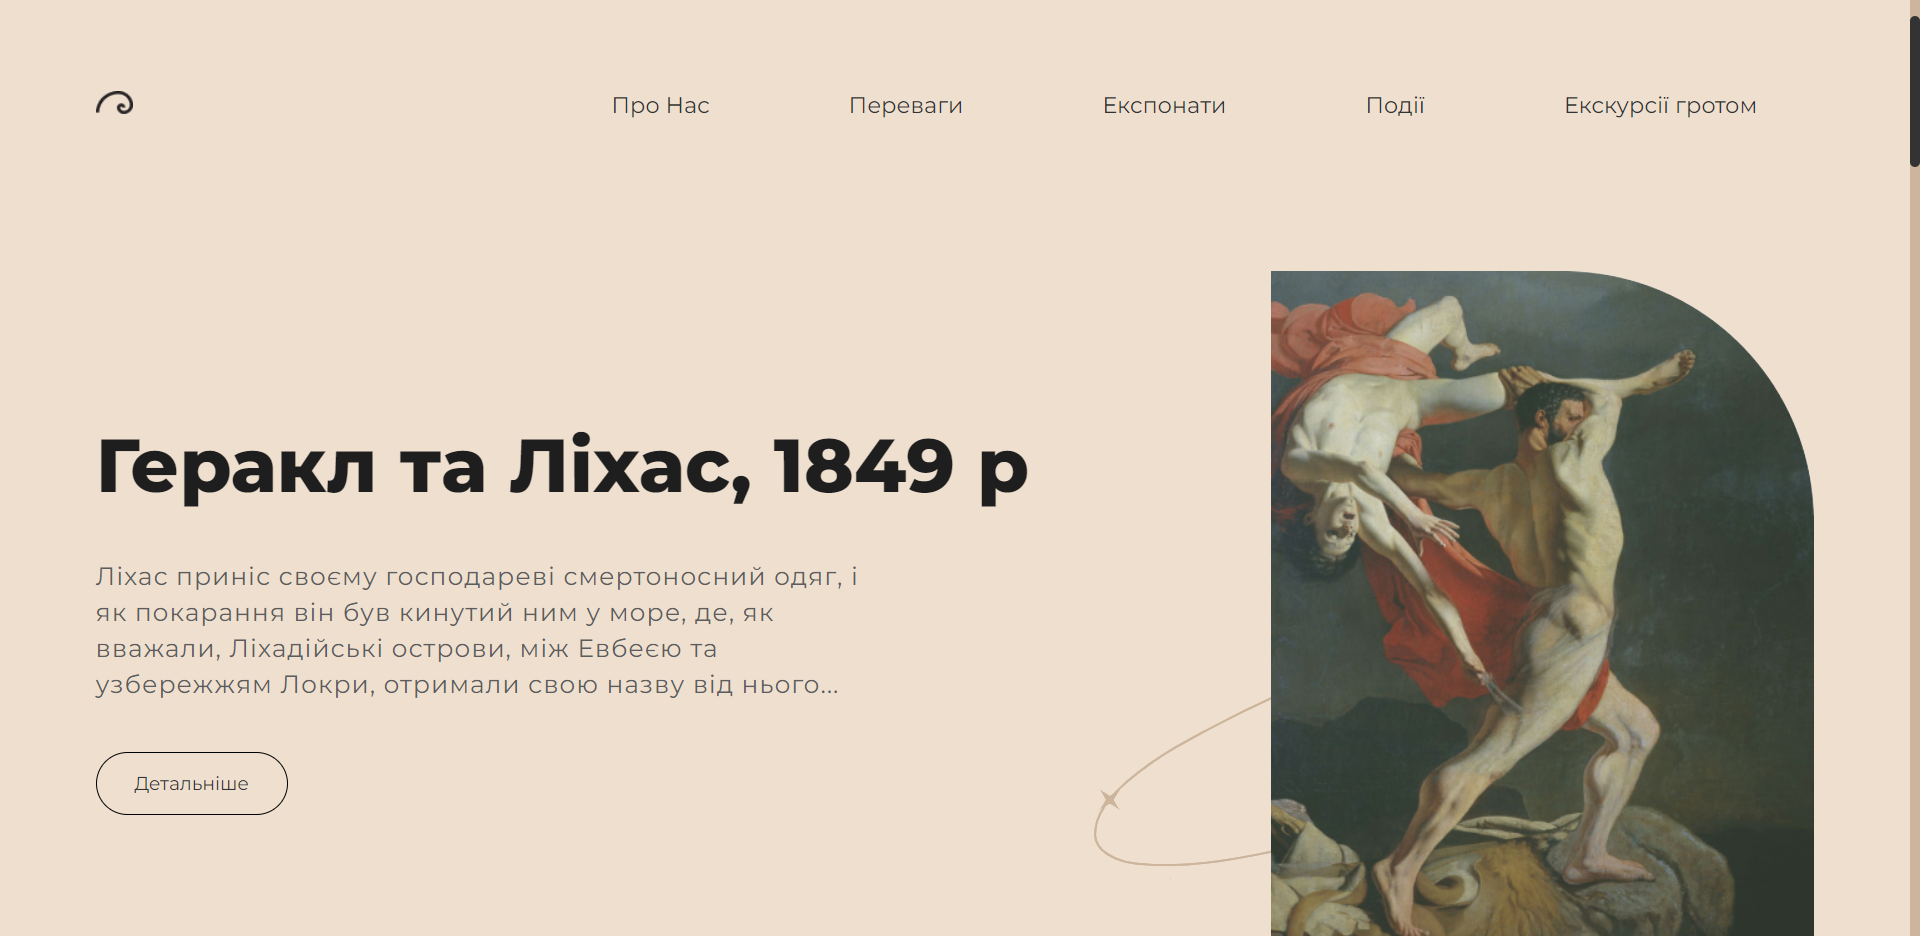 Про Нас
Переваги
Експонати
Події
Екскурсії гротом
Геракл та Ліхас, 1849 р
Ліхас приніс своєму господареві смертоносний одяг, і
як покарання він був кинутий ним у море, де, як
вважали, Ліхадійські острови, між Евбеєю та
узбережжям Локри, отримали свою назву від нього...
Детальніше